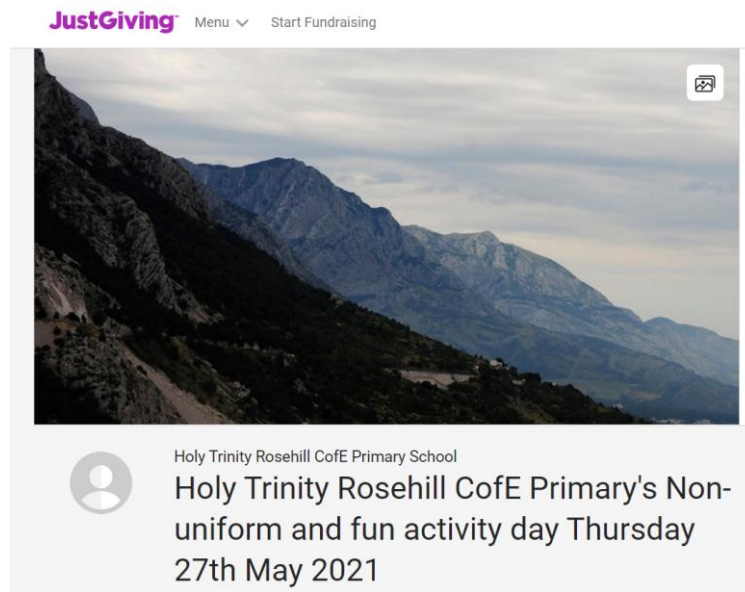 JustGiving™ Menu Start Fundraising
Holy Trinity Rosehill CofE Primary School
Holy Trinity Rosehill CofE Primary's Non-
uniform and fun activity day Thursday
27th May 2021